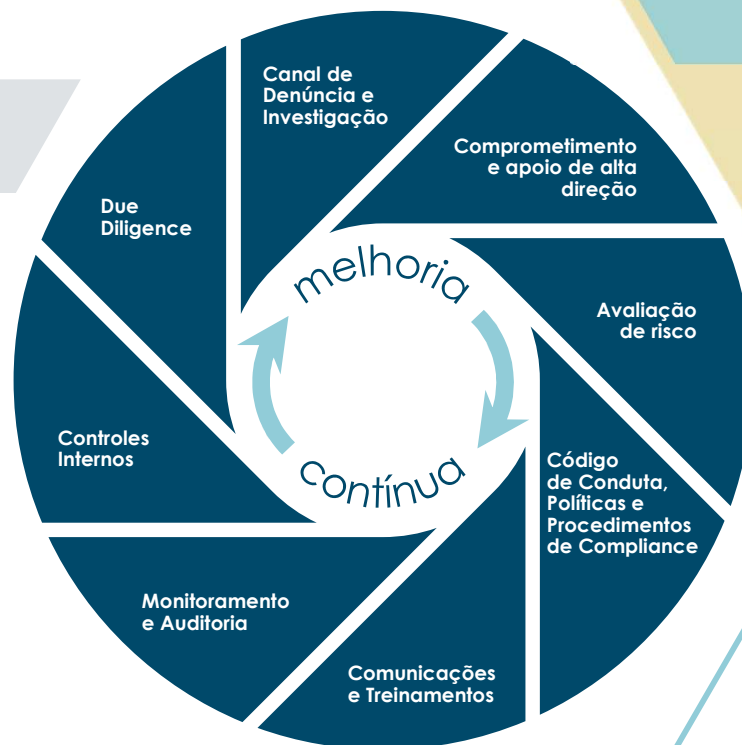 Canal de
Denúncia e
Investigação
Comprometimento
e apoio de alta
direção
Avaliação
de risco
Código
de Conduta,
Políticas e
Procedimentos
de Compliance
Comunicações
e Treinamentos
Monitoramento
e Auditoria
Controles
Internos
Due
Diligence
melhoria
contínua